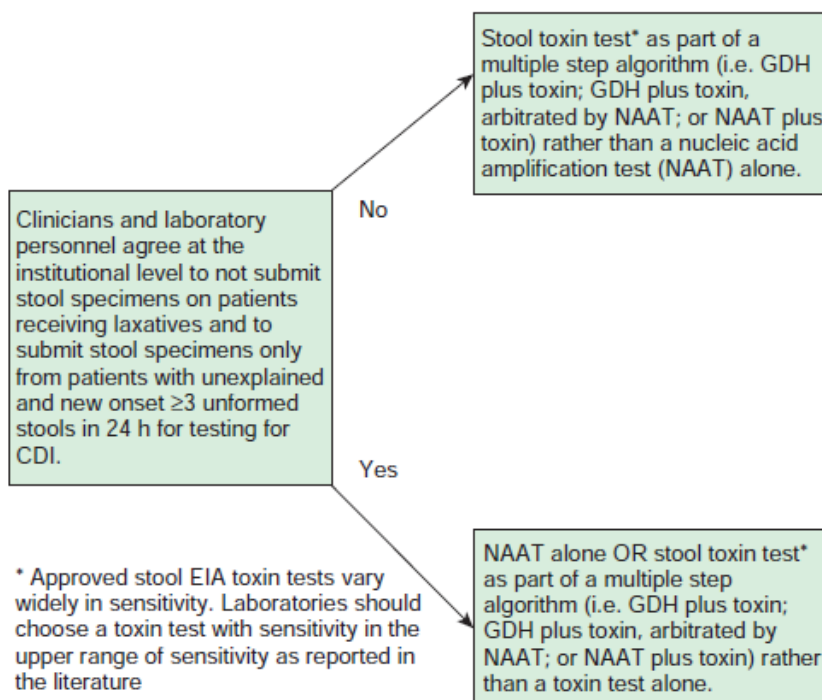 Stool toxin test* as part of a
multiple step algorithm (i.e. GDH
plus toxin; GDH plus toxin,
arbitrated by NAAT; or NAAT plus
toxin) rather than a nucleic acid
amplification test (NAAT) alone.
No
Clinicians and laboratory
personnel agree at the
institutional level to not submit
stool specimens on patients
receiving laxatives and to
submit stool specimens only
from patients with unexplained
and new onset ≥3 unformed
stools in 24 h for testing for
CDI.
Yes
NAAT alone OR stool toxin test*
as part of a multiple step
algorithm (i.e. GDH plus toxin;
GDH plus toxin, arbitrated by
NAAT; or NAAT plus toxin) rather
than a toxin test alone.
* Approved stool EIA toxin tests vary
widely in sensitivity. Laboratories should
choose a toxin test with sensitivity in the
upper range of sensitivity as reported in
the literature